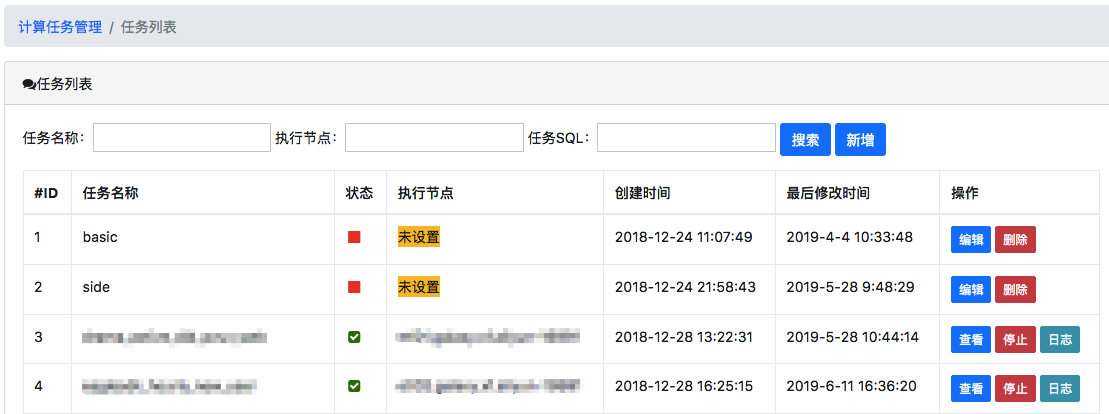 计算任务管理 / 任务列表
任务列表
任务名称： 执行节点： 任务SQL： 搜索 新增
#ID 任务名称 状态 执行节点 创建时间 最后修改时间 操作
1 basic 未设置 2018-12-24 11:07:49 2019-4-4 10:33:48 编辑 删除
2 side 未设置 2018-12-24 21:58:43 2019-5-28 9:48:29 编辑 删除
3 2018-12-28 13:22:31 2019-5-28 10:44:14 查看 停止 日志
4 2018-12-28 16:25:15 2019-6-11 16:36:20 查看 停止 日志